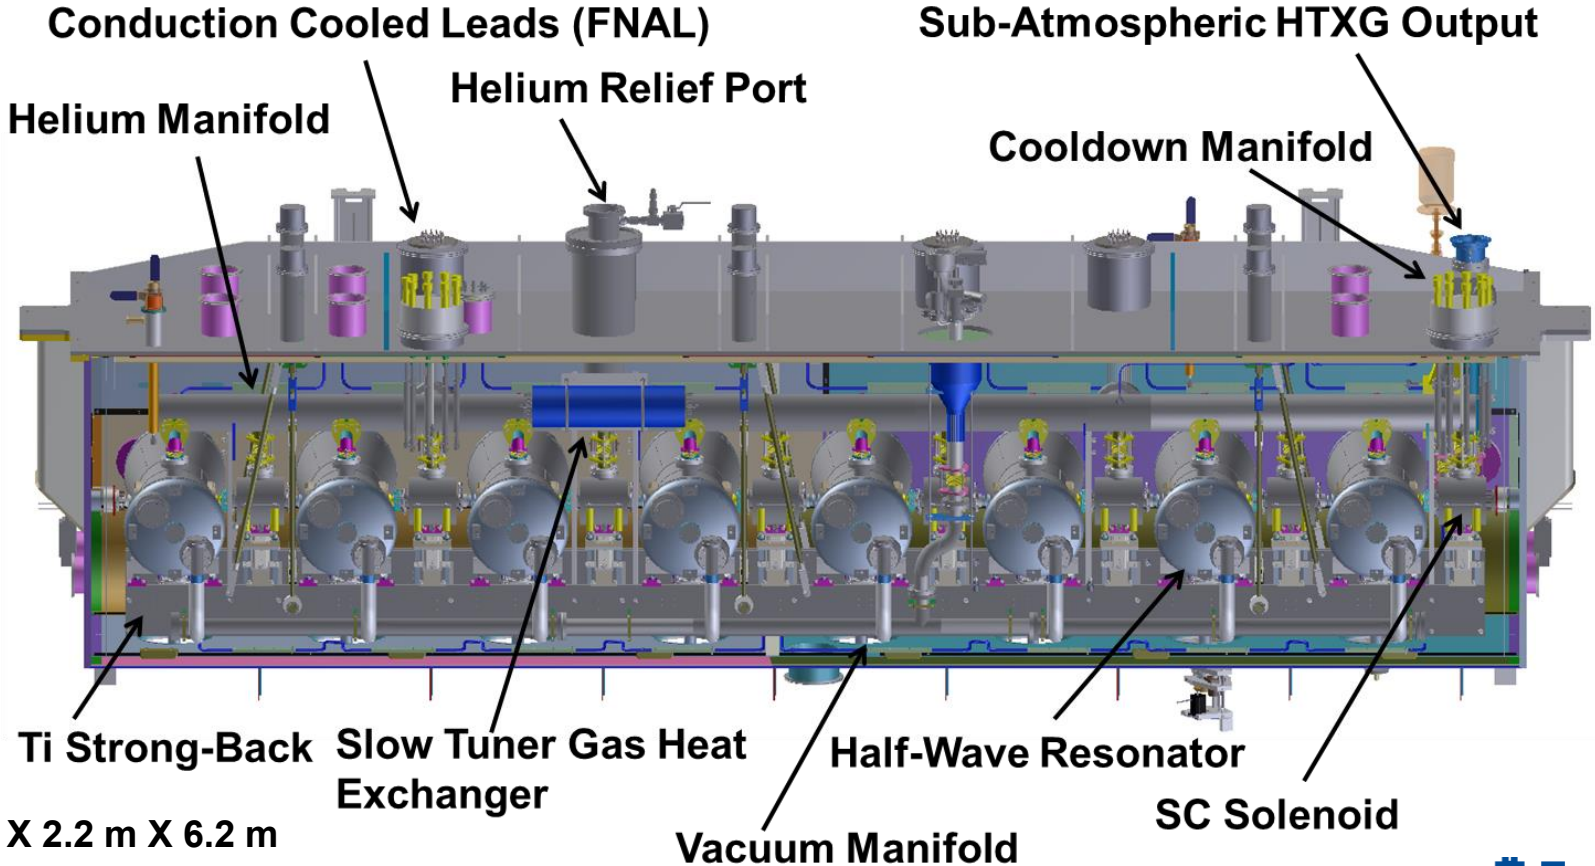 Conduction Cooled Leads (FNAL)
Sub-Atmospheric HTXG Output
Helium Relief Port
Helium Manifold
Cooldown Manifold
Ti Strong-Back
Slow Tuner Gas Heat
Exchanger
Half-Wave Resonator
SC Solenoid
X 2.2 m X 6.2 m
Vacuum Manifold